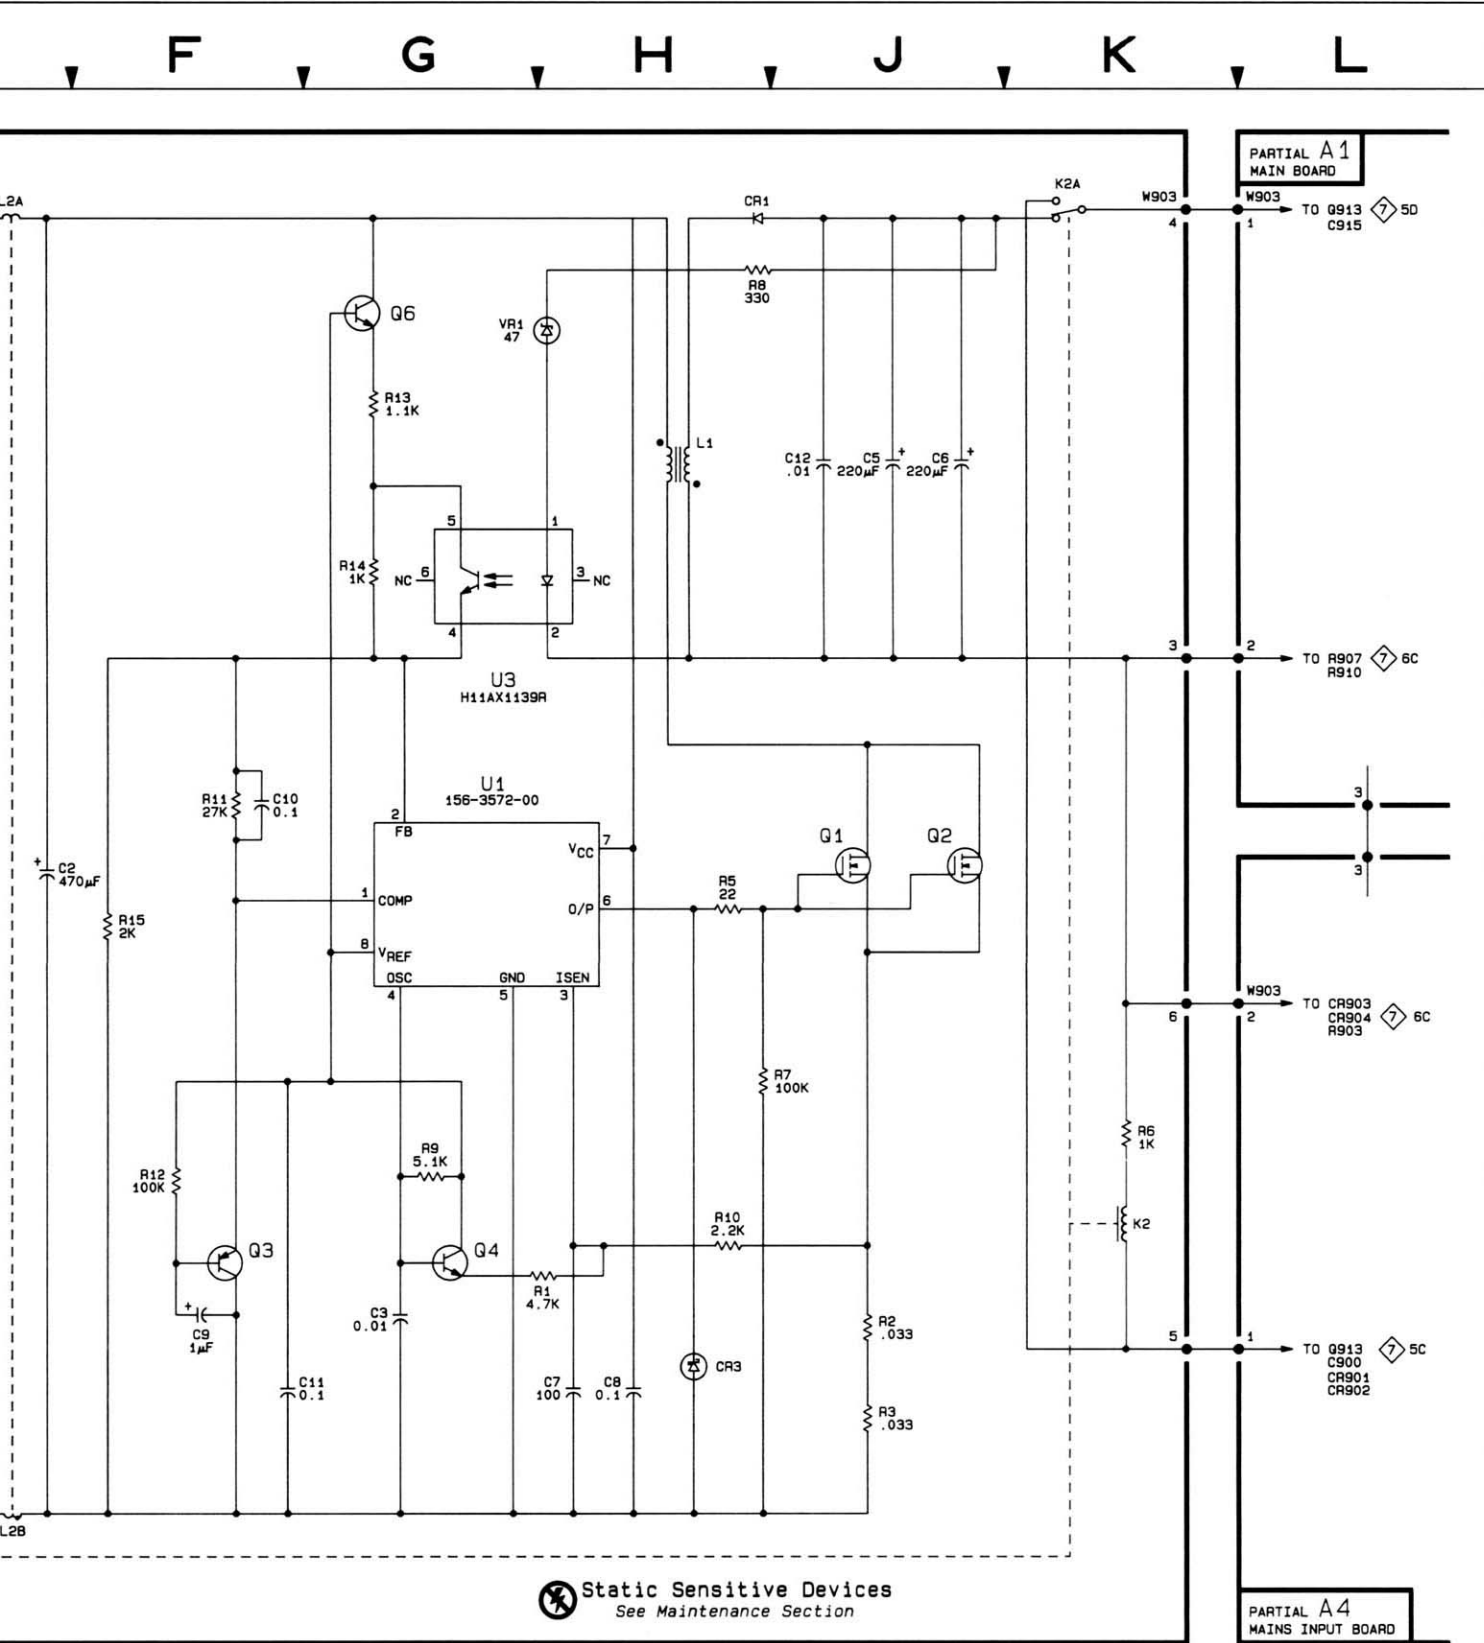 F G H J K L
PARTIAL A1
MAIN BOARD
L2A
K2A
W903
W903
CR1
4
1
TO Q913
C915
7
5D
R8
330
Q6
VR1
47
R13
1.1K
L1
C12
.01
C5
220µF
+
C6
220µF
+
5
1
R14
1K
NC
6
3
NC
4
2
3
2
TO R907
R910
7
6C
U3
H11AX1139R
U1
156-3572-00
R11
27K
C10
0.1
2
FB
3
Q1
Q2
VCC
7
+
C2
470µF
3
1
COMP
R5
22
O/P
6
R15
2K
8
VREF
OSC
GND
ISEN
4
5
3
W903
TO CR903
CR904
R903
7
6C
6
2
R7
100K
R6
1K
R9
5.1K
R12
100K
R10
2.2K
K2
Q3
Q4
R1
4.7K
+
C9
1µF
C3
0.01
R2
.033
5
1
TO Q913
C900
CR901
CR902
7
5C
CR3
C11
0.1
C7
100
C8
0.1
R3
.033
L2B
Static Sensitive Devices
See Maintenance Section
PARTIAL A4
MAINS INPUT BOARD